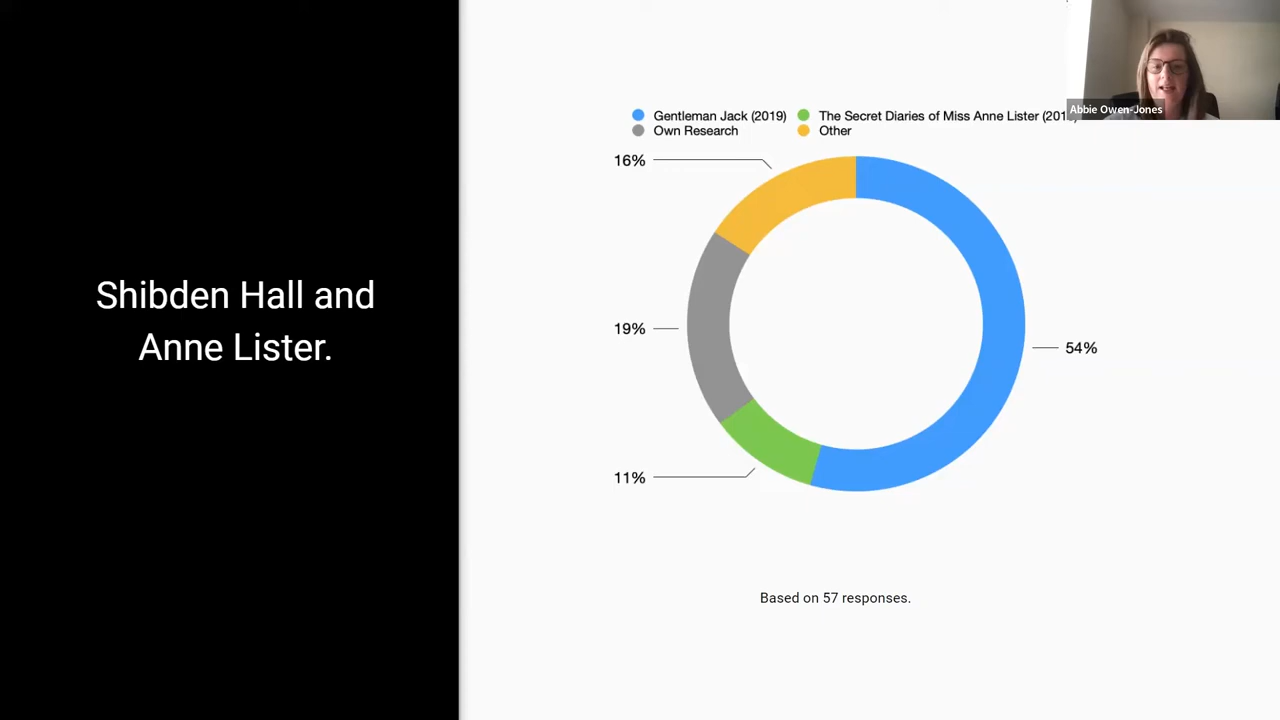 Shibden Hall and
Anne Lister.
Abbie Owen-Jones
Gentleman Jack (2019)
The Secret Diaries of Miss Anne Lister
Own Research
Other
16%
19%
54%
11%
Based on 57 responses.